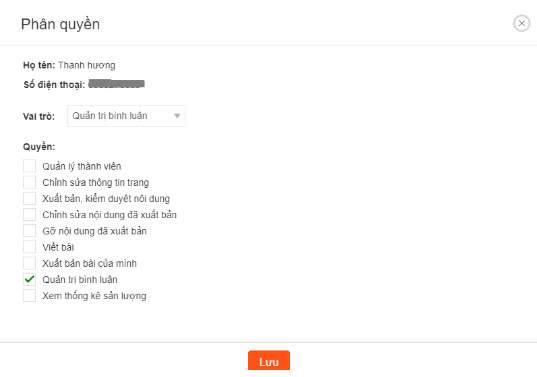 Phân quyền
Họ tên: Thanh hương
Số điện thoại:
Vai trò: Quản trị bình luận
Quyền:
Quản lý thành viên
Chỉnh sửa thông tin trang
Xuất bản, kiểm duyệt nội dung
Chỉnh sửa nội dung đã xuất bản
Gỡ nội dung đã xuất bản
Viết bài
Xuất bản bài của mình
Quản trị bình luận
Xem thống kê sản lượng
Lưu